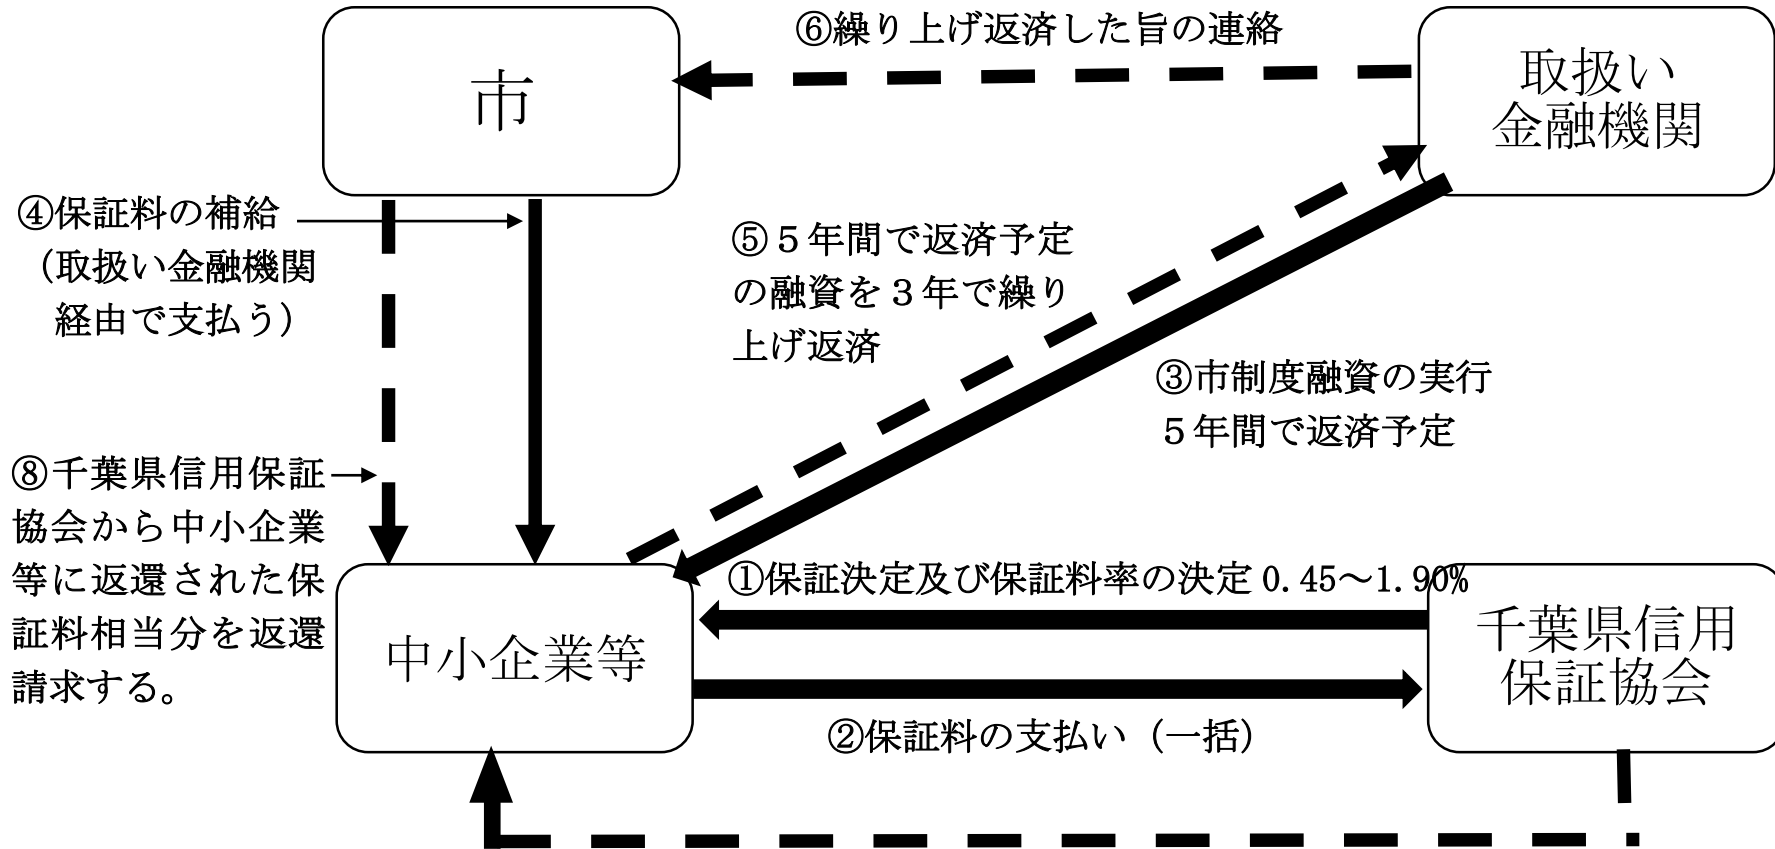 市
⑥繰り上げ返済した旨の連絡
取扱い
金融機関
④保証料の補給
(取扱い金融機関
経由で支払う)
⑤５年間で返済予定
の融資を３年で繰り
上げ返済
③市制度融資の実行
５年間で返済予定
⑧千葉県信用保証
協会から中小企業
等に返還された保
証料相当分を返還
請求する。
①保証決定及び保証料率の決定 0.45～1.90%
中小企業等
千葉県信用
保証協会
②保証料の支払い（一括）